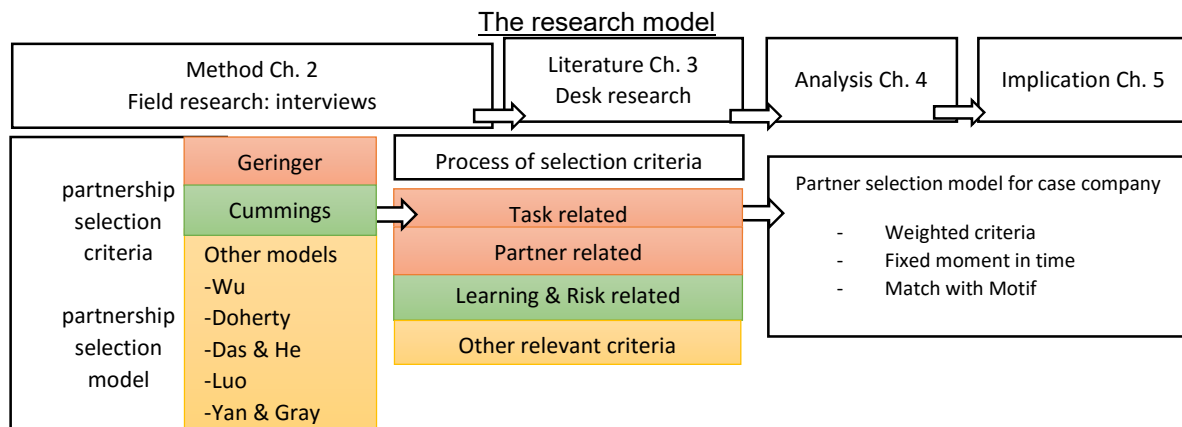 The research model
Method Ch. 2
Field research: interviews
Literature Ch. 3
Desk research
Analysis Ch. 4
Implication Ch. 5
partnership
selection
criteria
partnership
selection
model
Geringer
Cummings
Other models
-Wu
-Doherty
-Das & He
-Luo
-Yan & Gray
Process of selection criteria
Task related
Partner related
Learning & Risk related
Other relevant criteria
Partner selection model for case company
- Weighted criteria
- Fixed moment in time
- Match with Motif